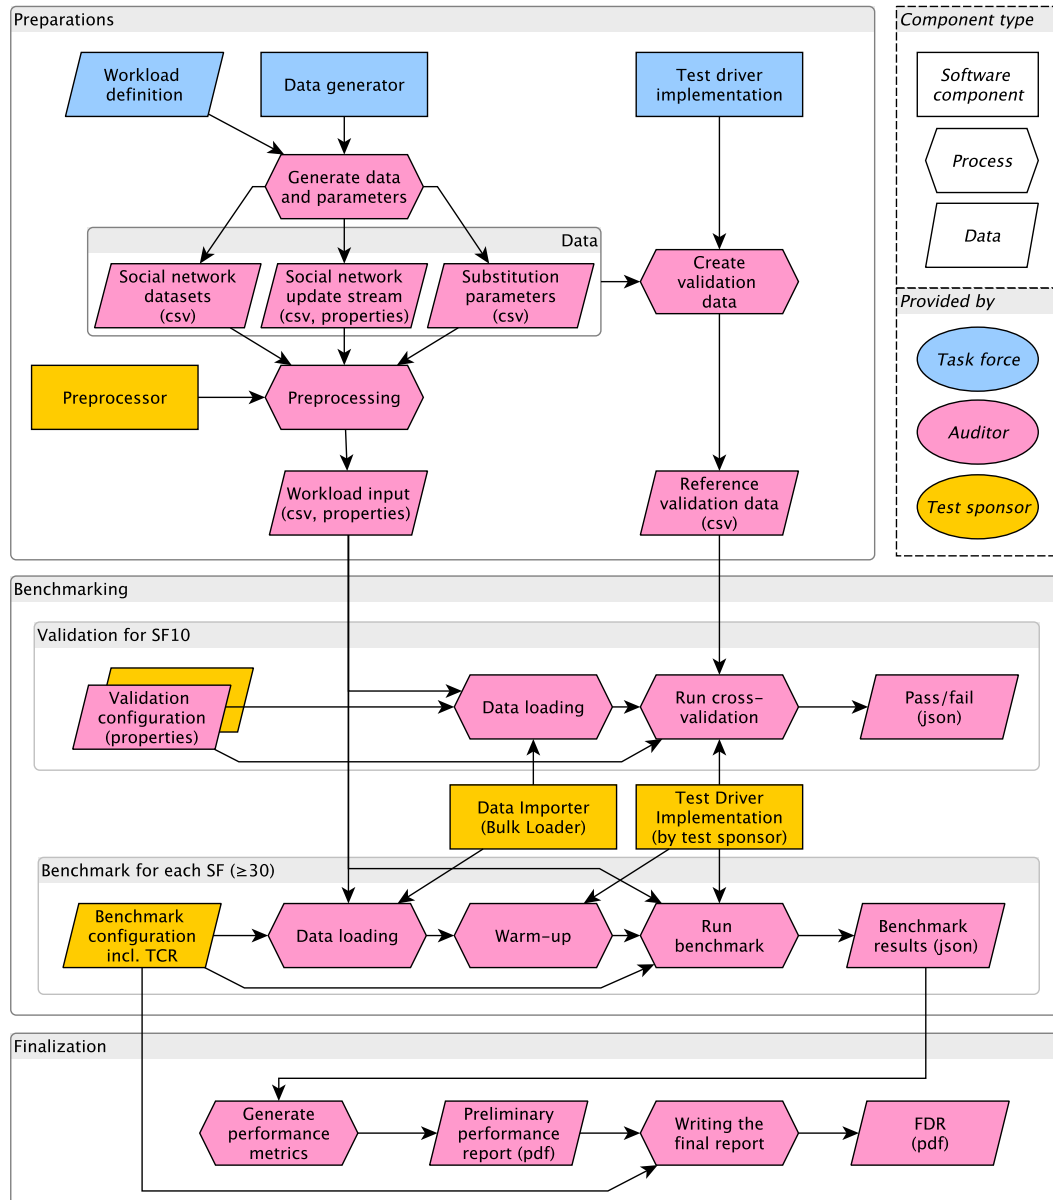 Preparations
Workload
definition
Data generator
Test driver
implementation
Generate data
and parameters
Data
Social network
datasets
(csv)
Social network
update stream
(csv, properties)
Substitution
parameters
(csv)
Create
validation
data
Preprocessor
Preprocessing
Workload input
(csv, properties)
Reference
validation data
(csv)
Component type
Software
component
Process
Data
Provided by
Task force
Auditor
Test sponsor
Benchmarking
Validation for SF10
Validation
configuration
(properties)
Data loading
Run cross-
validation
Pass/fail
(json)
Data Importer
(Bulk Loader)
Test Driver
Implementation
(by test sponsor)
Benchmark for each SF (≥30)
Benchmark
configuration
incl. TCR
Data loading
Warm-up
Run
benchmark
Benchmark
results (json)
Finalization
Generate
performance
metrics
Preliminary
performance
report (pdf)
Writing the
final report
FDR
(pdf)